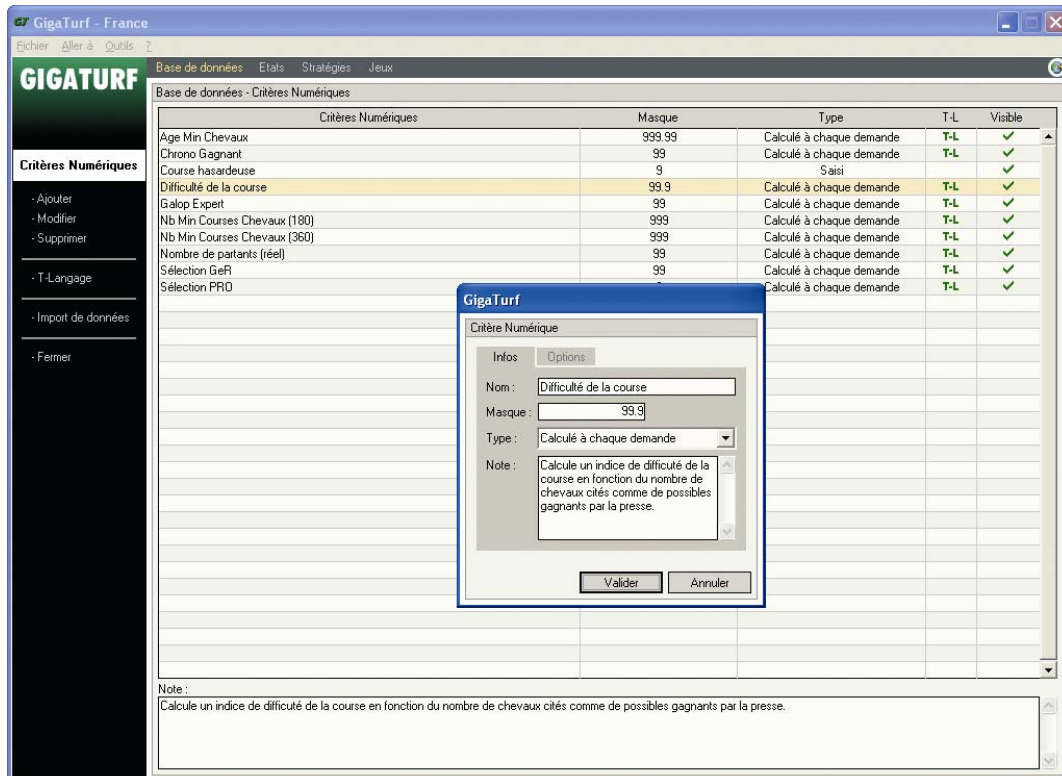 GT GigaTurf - France
Fichier Aller à Outils ?
GIGATURF
Base de données Etats Stratégies Jeux
Base de données - Critères Numériques
Critères Numériques Masque Type T-L Visible
Age Min Chevaux 999.99 Calculé à chaque demande T-L
Chrono Gagnant 99 Calculé à chaque demande T-L
Course hasardeuse 9 Saisi
Difficulté de la course 99.9 Calculé à chaque demande T-L
Galop Expert 99 Calculé à chaque demande T-L
Nb Min Courses Chevaux (180) 999 Calculé à chaque demande T-L
Nb Min Courses Chevaux (360) 999 Calculé à chaque demande T-L
Nombre de partants (réel) 99 Calculé à chaque demande T-L
Sélection GeR 99 Calculé à chaque demande T-L
Sélection PRO Calculé à chaque demande T-L
Critères Numériques
· Ajouter
· Modifier
· Supprimer
· T-Langage
· Import de données
· Fermer
GigaTurf
Critère Numérique
Infos Options
Nom : Difficulté de la course
Masque : 99.9
Type : Calculé à chaque demande
Note : Calcule un indice de difficuté de la
course en fonction du nombre de
chevaux cités comme de possibles
gagnants par la presse.
Valider Annuler
Note :
Calcule un indice de difficuté de la course en fonction du nombre de chevaux cités comme de possibles gagnants par la presse.